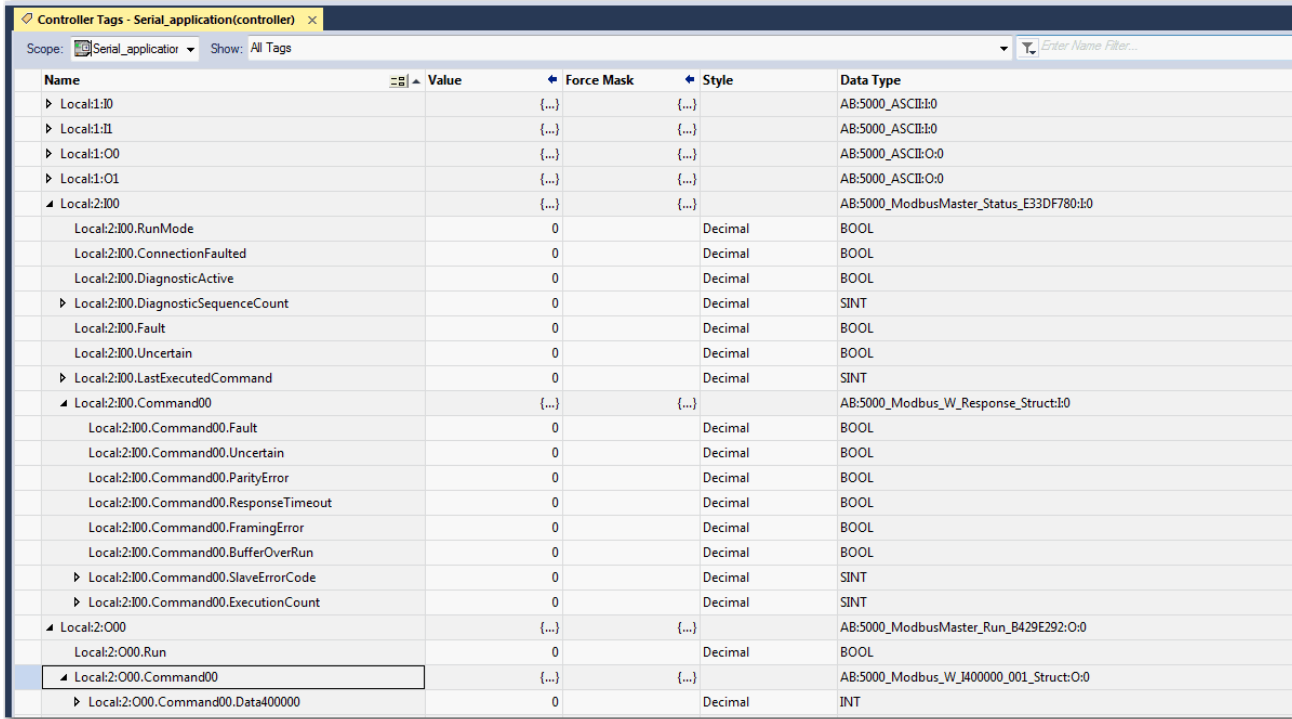 Controller Tags - Serial_application(controller) ×
Scope: Serial_applicatior Show: All Tags Enter Name Filter...
Name Value Force Mask Style Data Type
Local:1:I0 {...} {...} AB:5000_ASCII:I:0
Local:1:I1 {...} {...} AB:5000_ASCII:I:0
Local:1:O0 {...} {...} AB:5000_ASCII:O:0
Local:1:O1 {...} {...} AB:5000_ASCII:O:0
Local:2:I00 {...} {...} AB:5000_ModbusMaster_Status_E33DF780:I:0
Local:2:I00.RunMode 0 Decimal BOOL
Local:2:I00.ConnectionFaulted 0 Decimal BOOL
Local:2:I00.DiagnosticActive 0 Decimal BOOL
Local:2:I00.DiagnosticSequenceCount 0 Decimal SINT
Local:2:I00.Fault 0 Decimal BOOL
Local:2:I00.Uncertain 0 Decimal BOOL
Local:2:I00.LastExecutedCommand 0 Decimal SINT
Local:2:I00.Command00 {...} {...} AB:5000_Modbus_W_Response_Struct:I:0
Local:2:I00.Command00.Fault 0 Decimal BOOL
Local:2:I00.Command00.Uncertain 0 Decimal BOOL
Local:2:I00.Command00.ParityError 0 Decimal BOOL
Local:2:I00.Command00.ResponseTimeout 0 Decimal BOOL
Local:2:I00.Command00.FramingError 0 Decimal BOOL
Local:2:I00.Command00.BufferOverRun 0 Decimal BOOL
Local:2:I00.Command00.SlaveErrorCode 0 Decimal SINT
Local:2:I00.Command00.ExecutionCount 0 Decimal SINT
Local:2:O00 {...} {...} AB:5000_ModbusMaster_Run_B429E292:O:0
Local:2:O00.Run 0 Decimal BOOL
Local:2:O00.Command00 {...} {...} AB:5000_Modbus_W_I400000_001_Struct:O:0
Local:2:O00.Command00.Data400000 0 Decimal INT